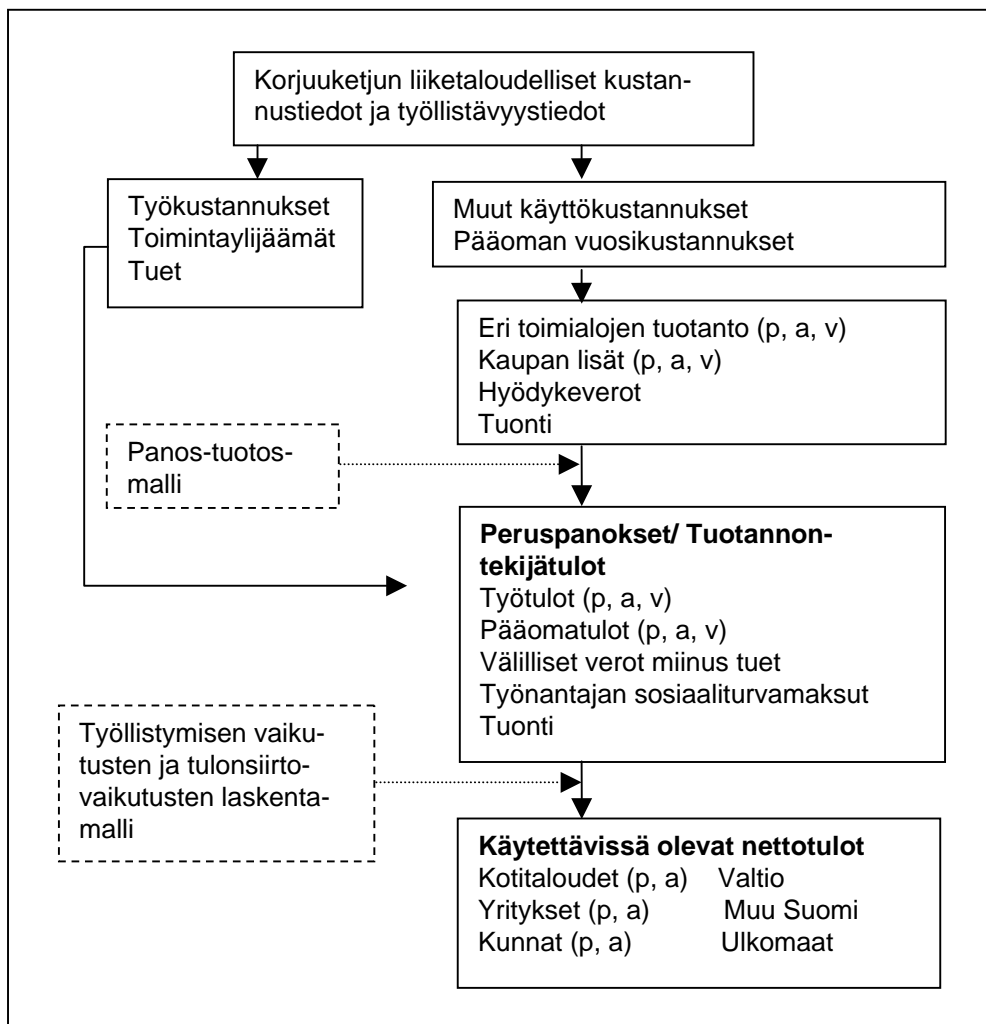 Korjuuketjun liiketaloudelliset kustan-
nustiedot ja työllistävyystiedot
Työkustannukset
Toimintaylijäämät
Tuet
Muut käyttökustannukset
Pääoman vuosikustannukset
Eri toimialojen tuotanto (p, a, v)
Kaupan lisät (p, a, v)
Hyödykeverot
Tuonti
Panos-tuotos-
malli
Peruspanokset/ Tuotannon-
tekijätulot
Työtulot (p, a, v)
Pääomatulot (p, a, v)
Välilliset verot miinus tuet
Työnantajan sosiaaliturvamaksut
Tuonti
Työllistymisen vaiku-
tusten ja tulonsiirto-
vaikutusten laskenta-
malli
Käytettävissä olevat nettotulot
Kotitaloudet (p, a) Valtio
Yritykset (p, a) Muu Suomi
Kunnat (p, a) Ulkomaat